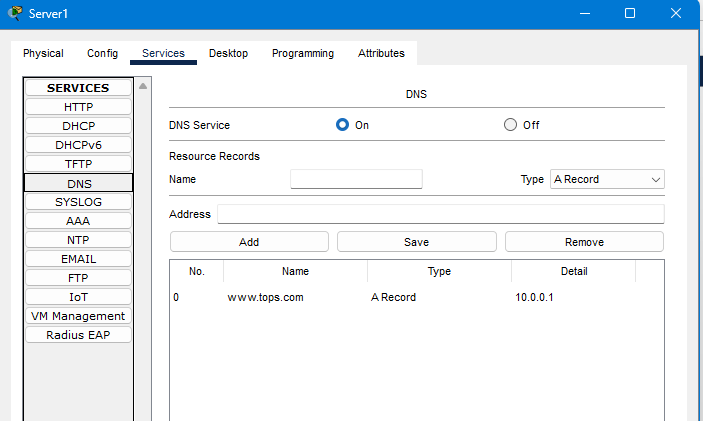 Server1
Physical Config Services Desktop Programming Attributes
SERVICES
HTTP
DHCP
DHCPv6
TFTP
DNS
SYSLOG
AAA
NTP
EMAIL
FTP
IoT
VM Management
Radius EAP
DNS
DNS Service On Off
Resource Records
Name Type A Record
Address
Add Save Remove
No. Name Type Detail
0 www.tops.com A Record 10.0.0.1